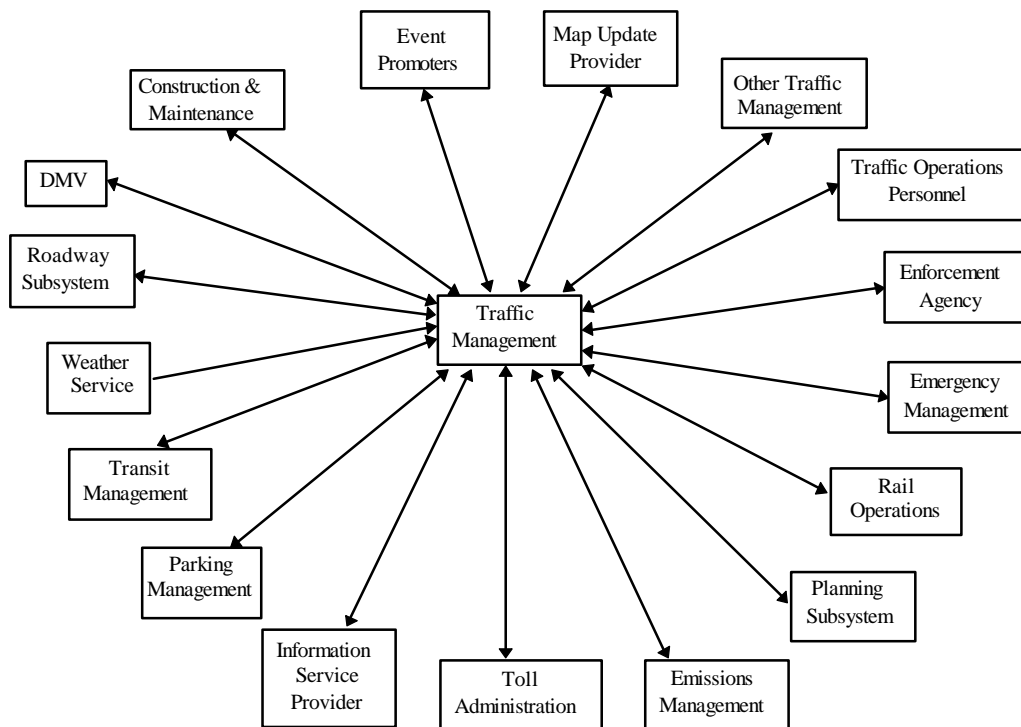 Event
Promoters
Map Update
Provider
Construction &
Maintenance
Other Traffic
Management
DMV
Traffic Operations
Personnel
Roadway
Subsystem
Enforcement
Agency
Traffic
Management
Weather
Service
Emergency
Management
Transit
Management
Rail
Operations
Parking
Management
Planning
Subsystem
Information
Service
Provider
Toll
Administration
Emissions
Management